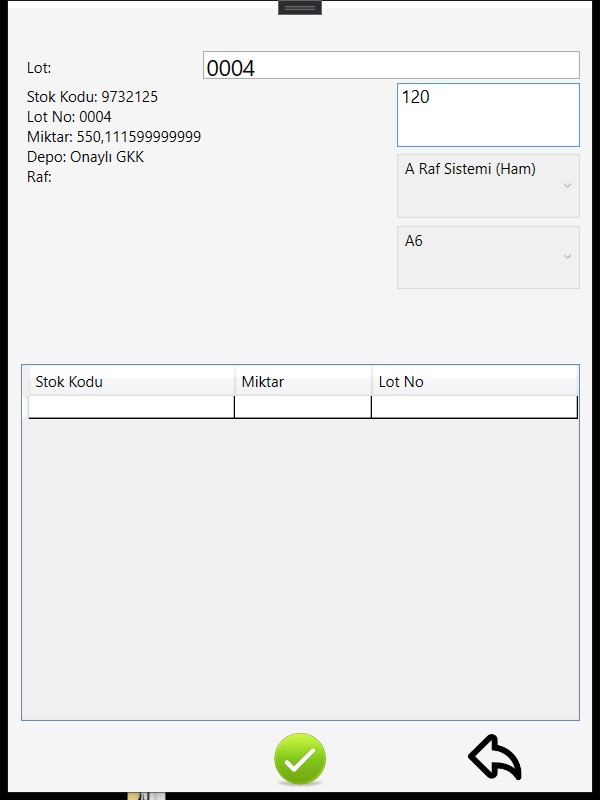 Lot: 0004
Stok Kodu: 9732125
Lot No: 0004
Miktar: 550,111599999999
Depo: Onaylı GKK
Raf:
120
A Raf Sistemi (Ham)
A6
Stok Kodu Miktar Lot No